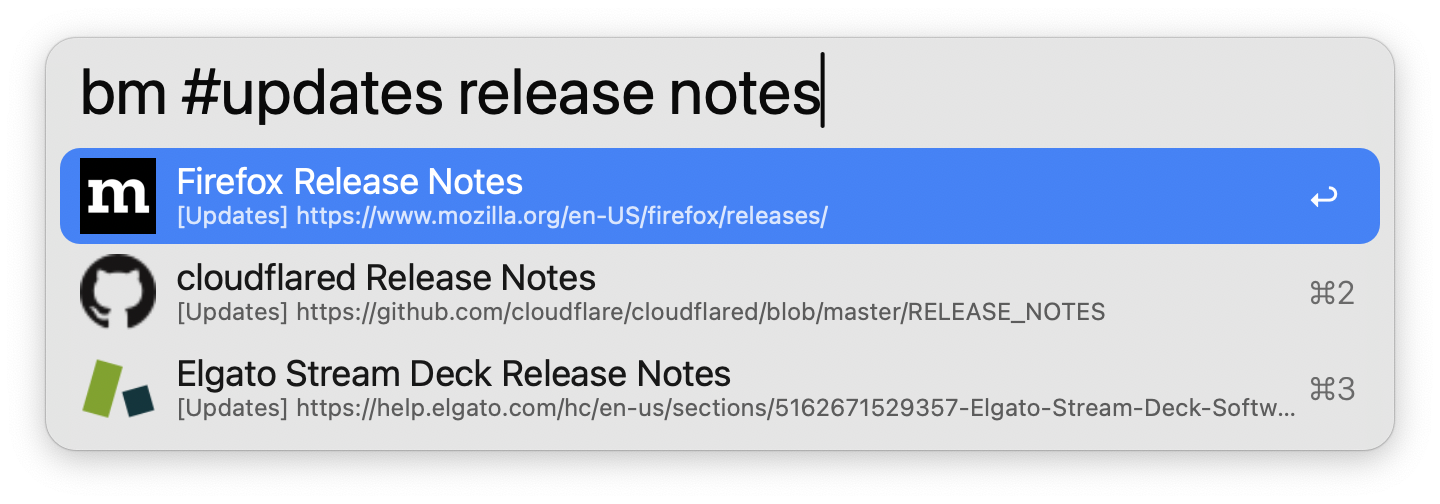 bm #updates release notes
m
Firefox Release Notes
[Updates] https://www.mozilla.org/en-US/firefox/releases/
cloudflared Release Notes
[Updates] https://github.com/cloudflare/cloudflared/blob/master/RELEASE_NOTES
⌘2
Elgato Stream Deck Release Notes
[Updates] https://help.elgato.com/hc/en-us/sections/5162671529357-Elgato-Stream-Deck-Softw...
⌘3